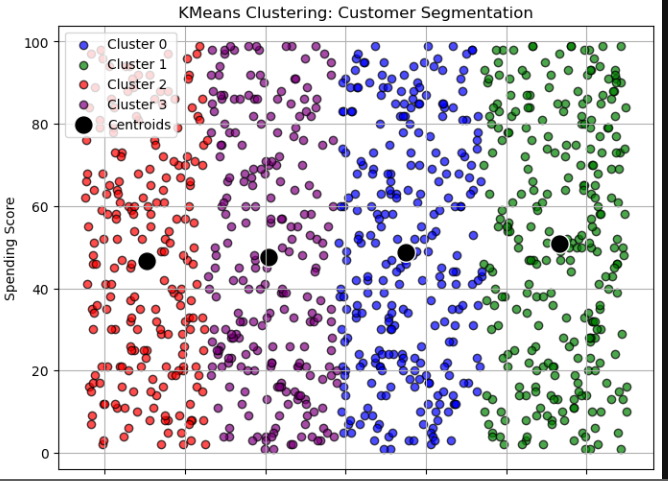 KMeans Clustering: Customer Segmentation
100
80
60
40
20
0
Spending Score
Cluster 0
Cluster 1
Cluster 2
Cluster 3
Centroids